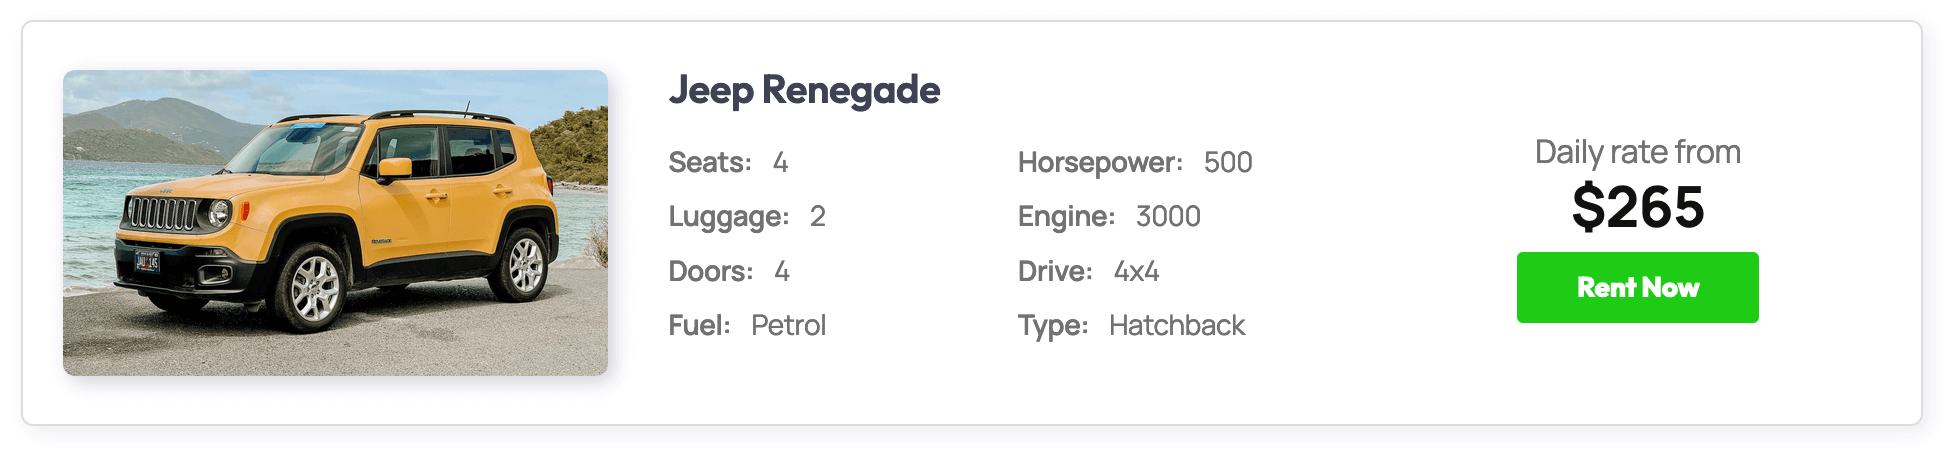 Jeep Renegade
Seats: 4
Luggage: 2
Doors: 4
Fuel: Petrol
Horsepower: 500
Engine: 3000
Drive: 4x4
Type: Hatchback
Daily rate from
$265
Rent Now